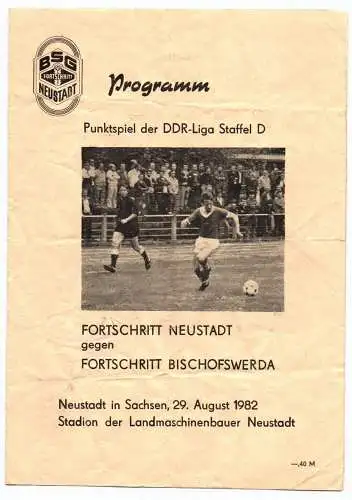 BSG
FORTSCHRITT
NEUSTADT
Programm
Punktspiel der DDR-Liga Staffel D
FORTSCHRITT NEUSTADT
gegen
FORTSCHRITT BISCHOFSWERDA
Neustadt in Sachsen, 29. August 1982
Stadion der Landmaschinenbauer Neustadt
—,40 M